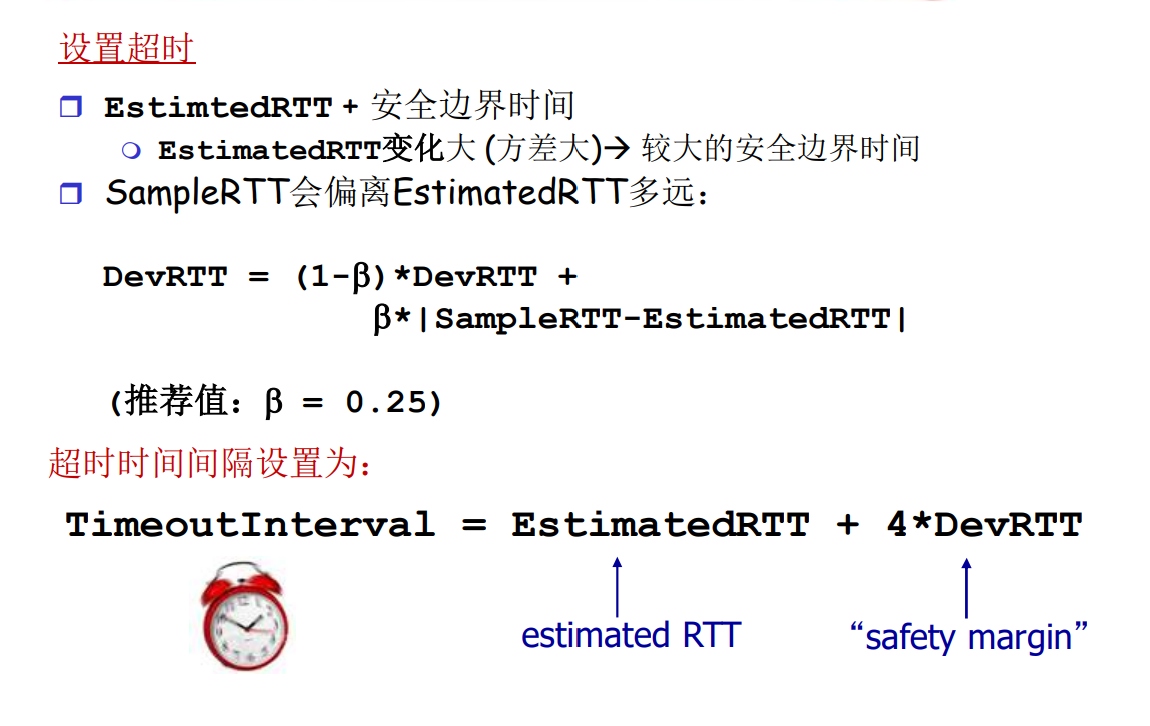 设置超时
EstimtedRTT + 安全边界时间
EstimatedRTT变化大 (方差大)→ 较大的安全边界时间
SampleRTT会偏离EstimatedRTT多远：
DevRTT = (1-β)*DevRTT +
β*|SampleRTT-EstimatedRTT|
(推荐值：β = 0.25)
超时时间间隔设置为：
TimeoutInterval = EstimatedRTT + 4*DevRTT
estimated RTT
“safety margin”